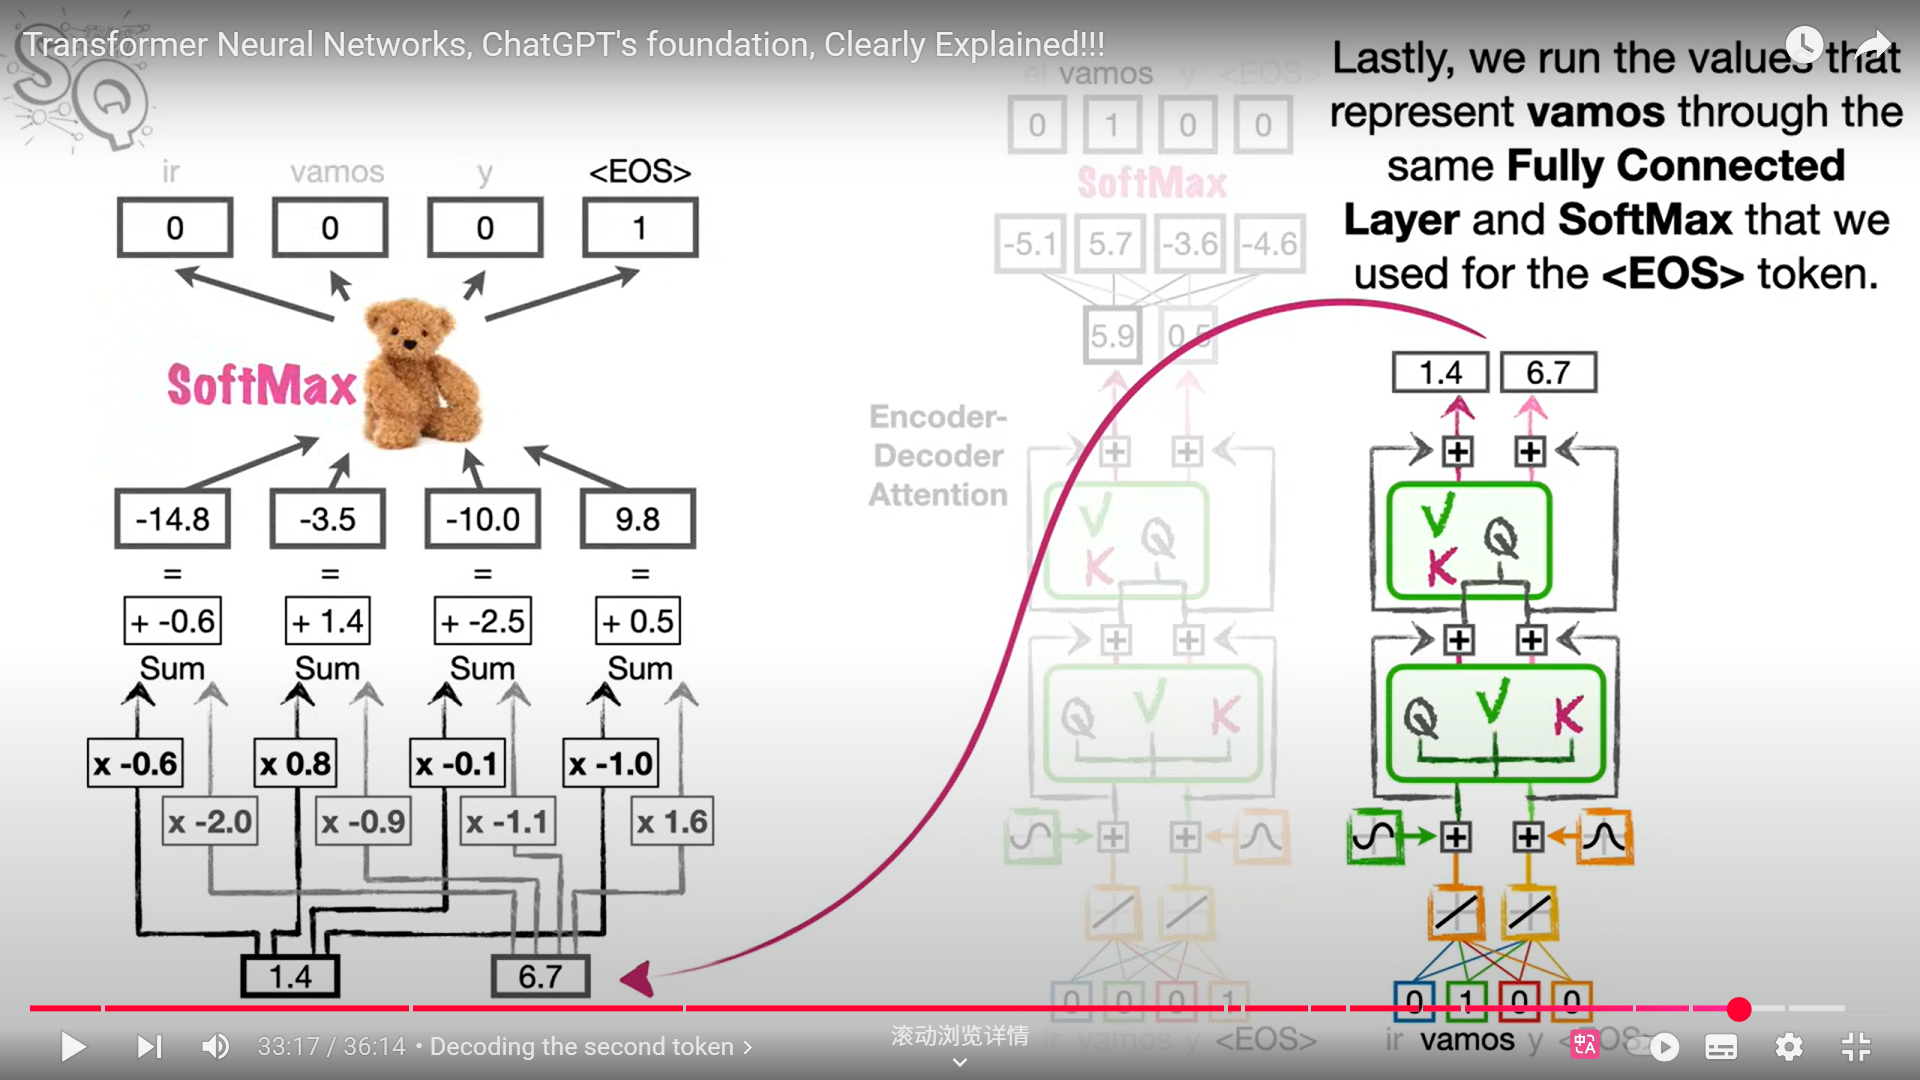 Transformer Neural Networks, ChatGPT's foundation, Clearly Explained!!!
SQ
Lastly, we run the values that
represent vamos through the
same Fully Connected
Layer and SoftMax that we
used for the <EOS> token.
ir vamos y <EOS>
0 0 0 1
SoftMax
-14.8 -3.5 -10.0 9.8
= = = =
+ -0.6 + 1.4 + -2.5 + 0.5
Sum Sum Sum Sum
x -0.6 x 0.8 x -0.1 x -1.0
x -2.0 x -0.9 x -1.1 x 1.6
1.4 6.7
el vamos y <EOS>
0 1 0 0
SoftMax
-5.1 5.7 -3.6 -4.6
5.9 0.5
Encoder-
Decoder
Attention
+ +
V Q
K
+ +
Q V K
+ +
0 0 0 1
ir vamos y <EOS>
1.4 6.7
+ +
V Q
K
+ +
Q V K
+ +
0 1 0 0
ir vamos y
33:17 / 36:14 • Decoding the second token
滚动浏览详情